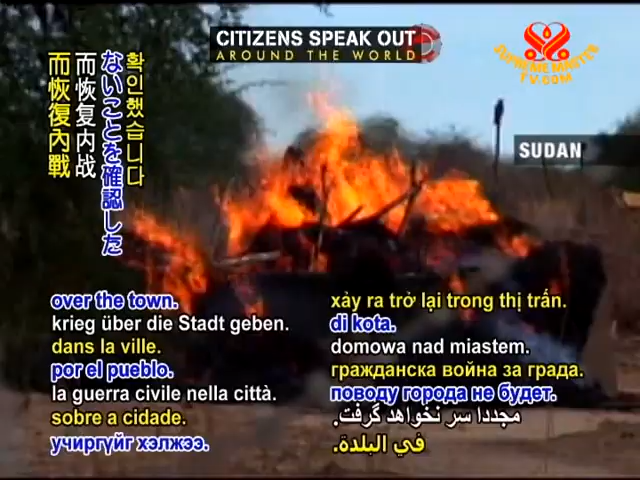 CITIZENS SPEAK OUT
AROUND THE WORLD
SUPREME MASTER
TV.COM
SUDAN
확인했습니다
ないことを確認した
而恢复内战
而恢復內戰
over the town.
krieg über die Stadt geben.
dans la ville.
por el pueblo.
la guerra civile nella città.
sobre a cidade.
учиргүйг хэлжээ.
xảy ra trở lại trong thị trấn.
di kota.
domowa nad miastem.
гражданска война за града.
поводу города не будет.
مجددا سر نخواهد گرفت.
في البلدة.